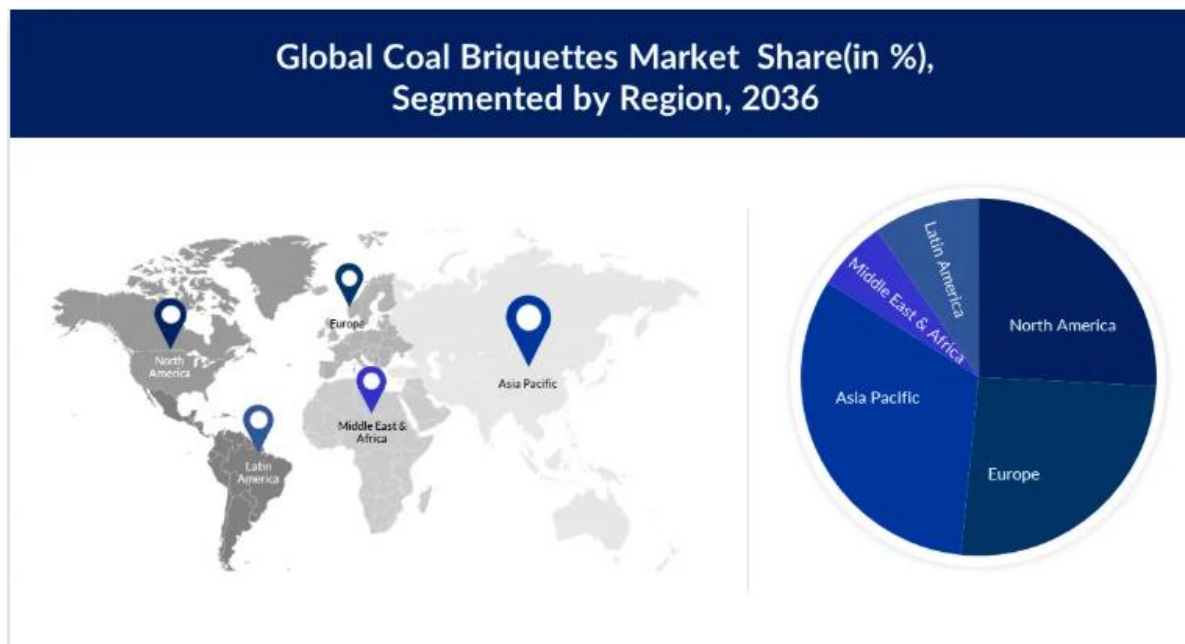 Global Coal Briquettes Market Share(in %),
Segmented by Region, 2036
North
America
Europe
Asia Pacific
Middle East &
Africa
Latin
America
Latin America
Middle East & Africa
North America
Asia Pacific
Europe